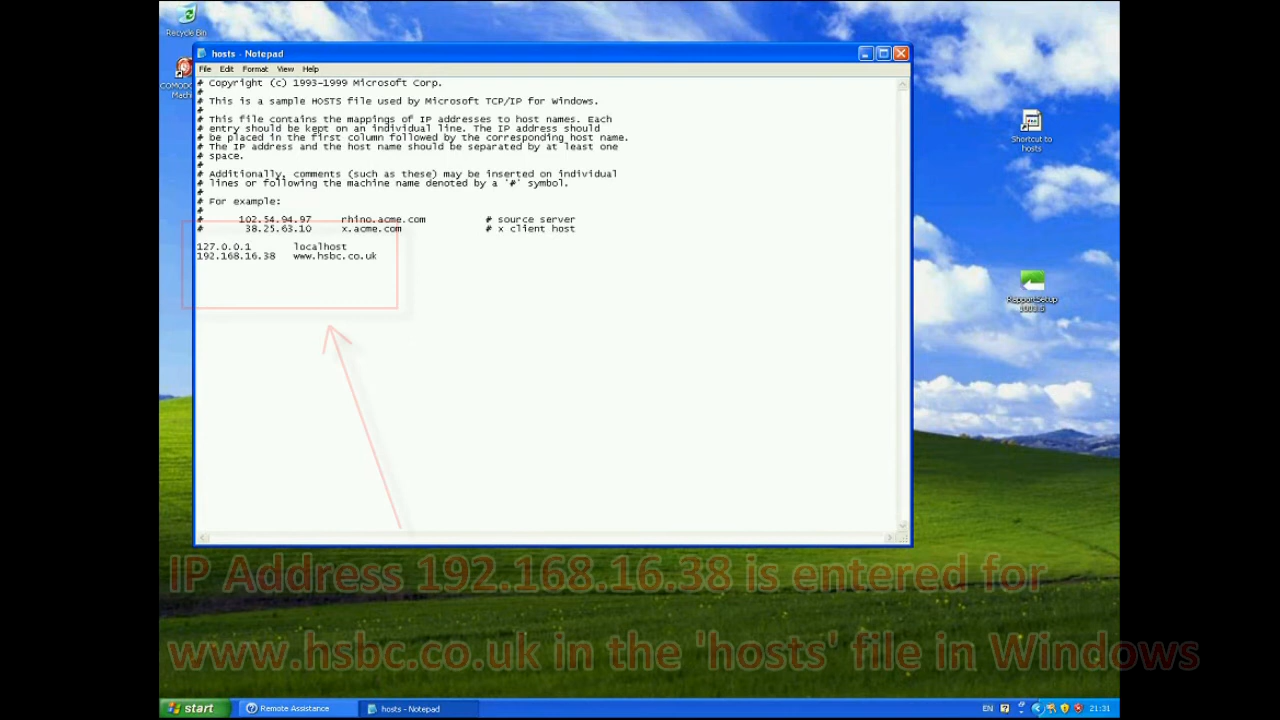 Recycle Bin
COMODO
Machi
hosts - Notepad
File Edit Format View Help
# Copyright (c) 1993-1999 Microsoft Corp.
#
# This is a sample HOSTS file used by Microsoft TCP/IP for Windows.
#
# This file contains the mappings of IP addresses to host names. Each
# entry should be kept on an individual line. The IP address should
# be placed in the first column followed by the corresponding host name.
# The IP address and the host name should be separated by at least one
# space.
#
# Additionally, comments (such as these) may be inserted on individual
# lines or following the machine name denoted by a '#' symbol.
#
# For example:
#
# 102.54.94.97 rhino.acme.com # source server
# 38.25.63.10 x.acme.com # x client host
127.0.0.1 localhost
192.168.16.38 www.hsbc.co.uk
Shortcut to
hosts
RapportSetup
IP Address 192.168.16.38 is entered for
www.hsbc.co.uk in the 'hosts' file in Windows
start Remote Assistance hosts - Notepad EN 21:31